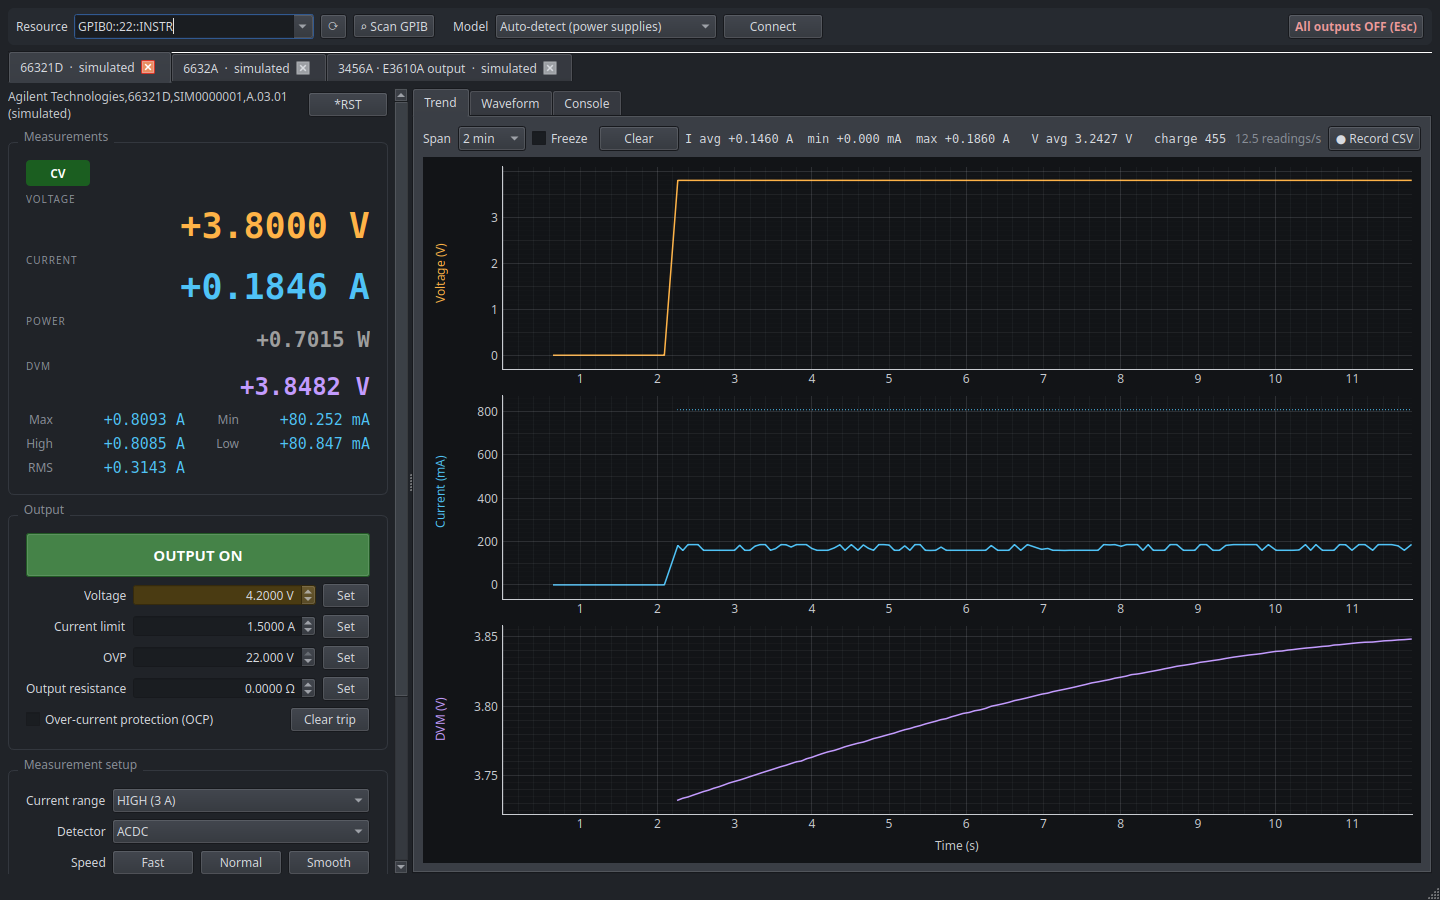 Resource GPIB0::22::INSTR ⟳ ⌕ Scan GPIB Model Auto-detect (power supplies) Connect All outputs OFF (Esc)
66321D · simulated 6632A · simulated 3456A · E3610A output · simulated
Agilent Technologies,66321D,SIM0000001,A.03.01
(simulated)
*RST
Measurements
CV
VOLTAGE
+3.8000 V
CURRENT
+0.1846 A
POWER
+0.7015 W
DVM
+3.8482 V
Max +0.8093 A Min +80.252 mA
High +0.8085 A Low +80.847 mA
RMS +0.3143 A
Output
OUTPUT ON
Voltage 4.2000 V Set
Current limit 1.5000 A Set
OVP 22.000 V Set
Output resistance 0.0000 Ω Set
Over-current protection (OCP) Clear trip
Measurement setup
Current range HIGH (3 A)
Detector ACDC
Speed Fast Normal Smooth
Trend Waveform Console
Span 2 min Freeze Clear I avg +0.1460 A min +0.000 mA max +0.1860 A V avg 3.2427 V charge 455 12.5 readings/s ● Record CSV
Voltage (V)
3
2
1
0
1 2 3 4 5 6 7 8 9 10 11
Current (mA)
800
600
400
200
0
1 2 3 4 5 6 7 8 9 10 11
DVM (V)
3.85
3.80
3.75
1 2 3 4 5 6 7 8 9 10 11
Time (s)